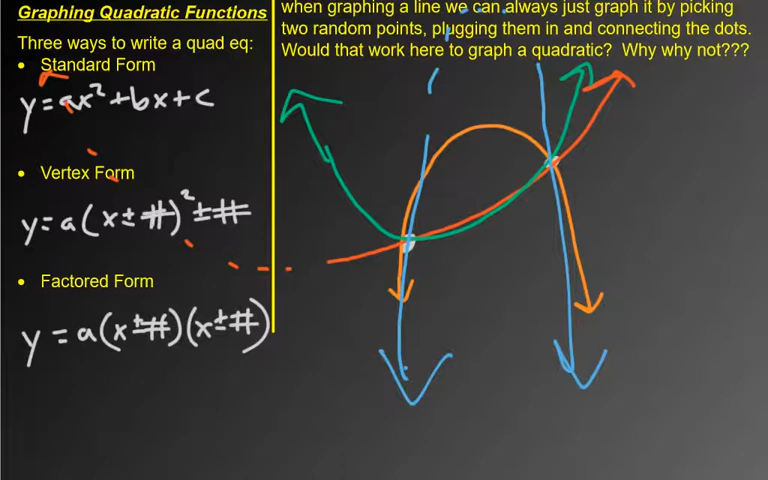 Graphing Quadratic Functions
Three ways to write a quad eq:
• Standard Form
y=ax²+bx+c
• Vertex Form
y=a(x±#)²±#
• Factored Form
y=a(x±#)(x±#)
when graphing a line we can always just graph it by picking
two random points, plugging them in and connecting the dots.
Would that work here to graph a quadratic? Why why not???